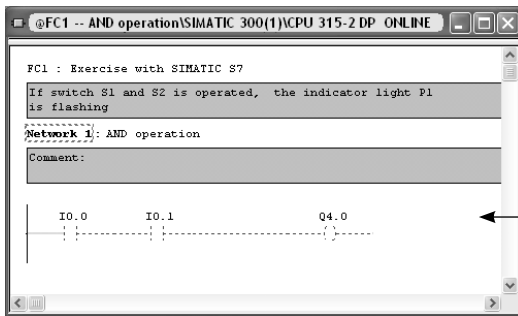 @FC1 -- AND operation\SIMATIC 300(1)\CPU 315-2 DP ONLINE
FC1 : Exercise with SIMATIC S7
If switch S1 and S2 is operated, the indicator light P1
is flashing
Network 1: AND operation
Comment:
I0.0 I0.1 Q4.0